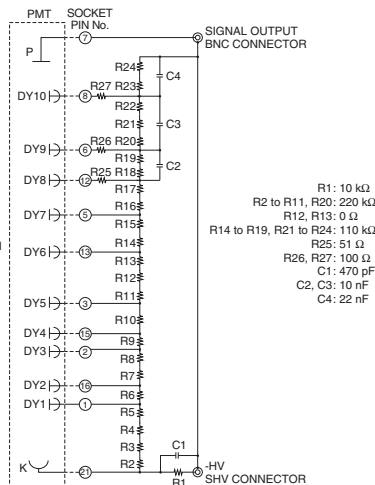 PMT
SOCKET
PIN No.
SIGNAL OUTPUT
BNC CONNECTOR
P
7
R24
C4
R27
R23
DY10
8
R22
R21
C3
R26
R20
DY9
6
R19
C2
R25
R18
DY8
12
R17
R16
DY7
5
R15
R14
DY6
13
R13
R12
R11
DY5
3
R10
DY4
15
R9
DY3
2
R8
R7
DY2
16
R6
DY1
1
R5
R4
R3
C1
R2
K
21
R1
-HV
SHV CONNECTOR
R1: 10 kΩ
R2 to R11, R20: 220 kΩ
R12, R13: 0 Ω
R14 to R19, R21 to R24: 110 kΩ
R25: 51 Ω
R26, R27: 100 Ω
C1: 470 pF
C2, C3: 10 nF
C4: 22 nF